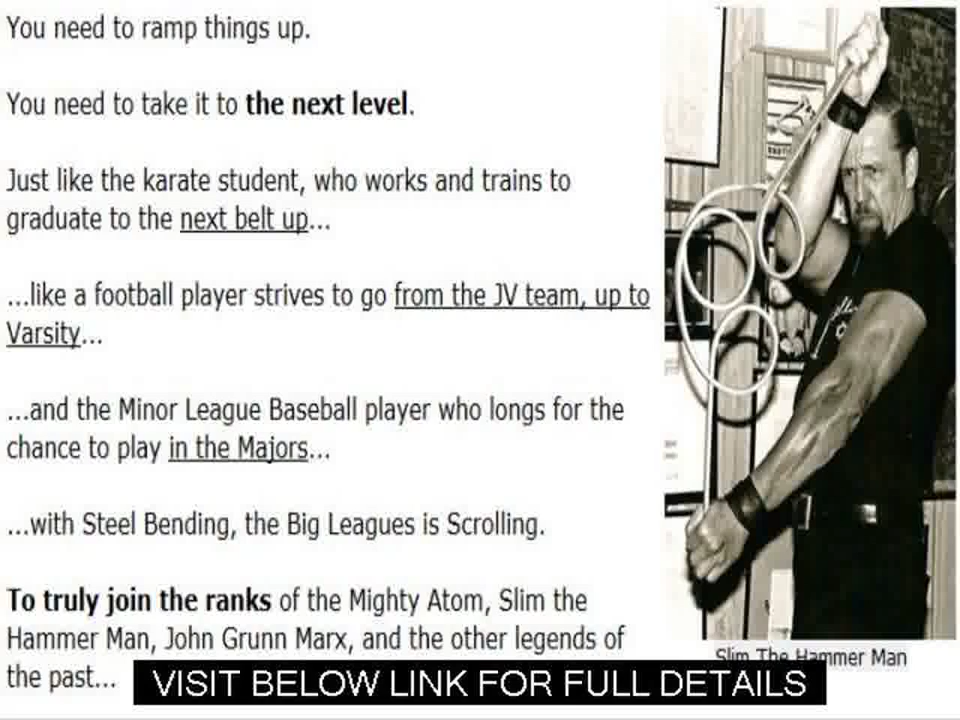 You need to ramp things up.
You need to take it to the next level.
Just like the karate student, who works and trains to
graduate to the next belt up...
...like a football player strives to go from the JV team, up to
Varsity...
...and the Minor League Baseball player who longs for the
chance to play in the Majors...
...with Steel Bending, the Big Leagues is Scrolling.
To truly join the ranks of the Mighty Atom, Slim the
Hammer Man, John Grunn Marx, and the other legends of
the past...
Slim The Hammer Man
VISIT BELOW LINK FOR FULL DETAILS